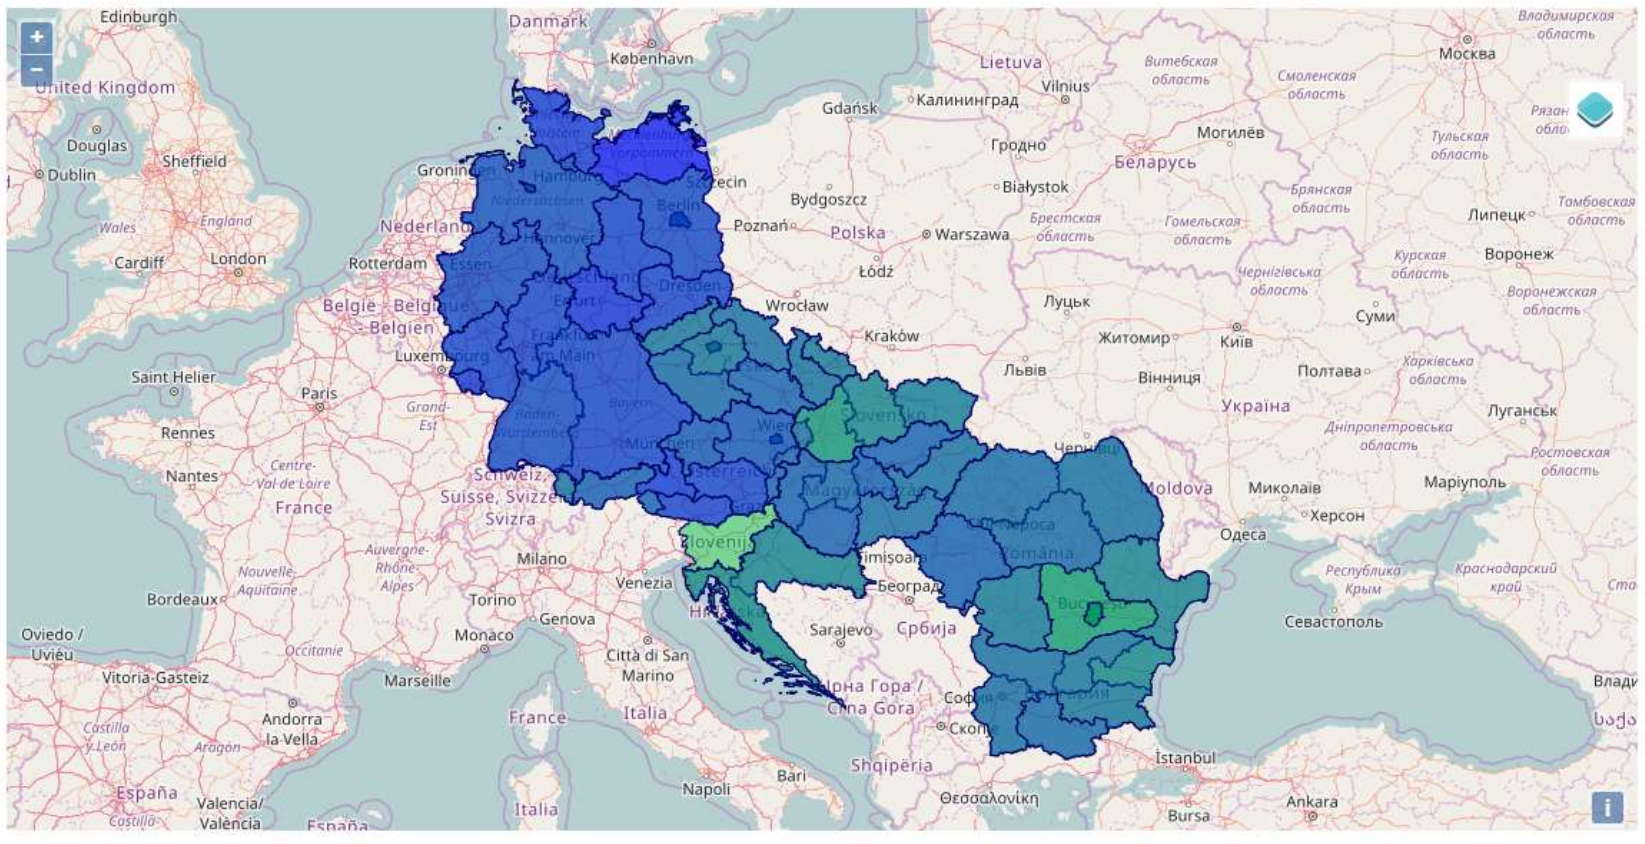 Edinburgh
Danmark
Владимирская
область
+
−
København
Lietuva
Витебская
область
Москва
United Kingdom
Vilnius
Смоленская
область
Gdańsk
Калининград
Douglas
Могилёв
Тульская
область
Sheffield
Гродно
Беларусь
Groningen
Hamburg
Szczecin
Dublin
Białystok
Bydgoszcz
Брянская
область
Niedersachsen
Berlin
Тамбовская
область
Wales
England
Nederland
Hannover
Poznań
Polska
Warszawa
Брестская
область
Гомельская
область
Липецк
Cardiff
London
Rotterdam
Essen
Łódź
Чернігівська
область
Курская
область
Воронеж
België - Belgique
- Belgien
Erfurt
Dresden
Wrocław
Луцьк
Воронежская
область
Суми
Luxembourg
Frankfurt
am Main
Kraków
Житомир
Київ
Харківська
область
Saint Helier
Львів
Вінниця
Полтава
Paris
Grand-
Est
Bayern
Slovensko
Україна
Луганськ
Rennes
Baden-
Württemberg
Wien
Дніпропетровська
область
München
Nantes
Centre-
Val de Loire
Schweiz,
Suisse, Svizzera
Svizra
Österreich
Ростовская
область
France
Graz
Magyarország
Moldova
Миколаїв
Маріуполь
Херсон
Одеса
Milano
Slovenija
Timișoara
România
Auvergne-
Rhône-
Alpes
Nouvelle-
Aquitaine
Venezia
Београд
Республика
Крым
Краснодарский
край
Bordeaux
Torino
Genova
București
Севастополь
Oviedo /
Uviéu
Monaco
Sarajevo
Србија
Occitanie
Città di San
Marino
Vitoria-Gasteiz
Marseille
Црна Гора /
Crna Gora
Andorra
la Vella
France
Italia
Castilla
y León
Aragón
Shqipëria
İstanbul
España
Valencia/
València
Italia
Napoli
Bari
Θεσσαλονίκη
Bursa
Ankara
Castilla-
España
i